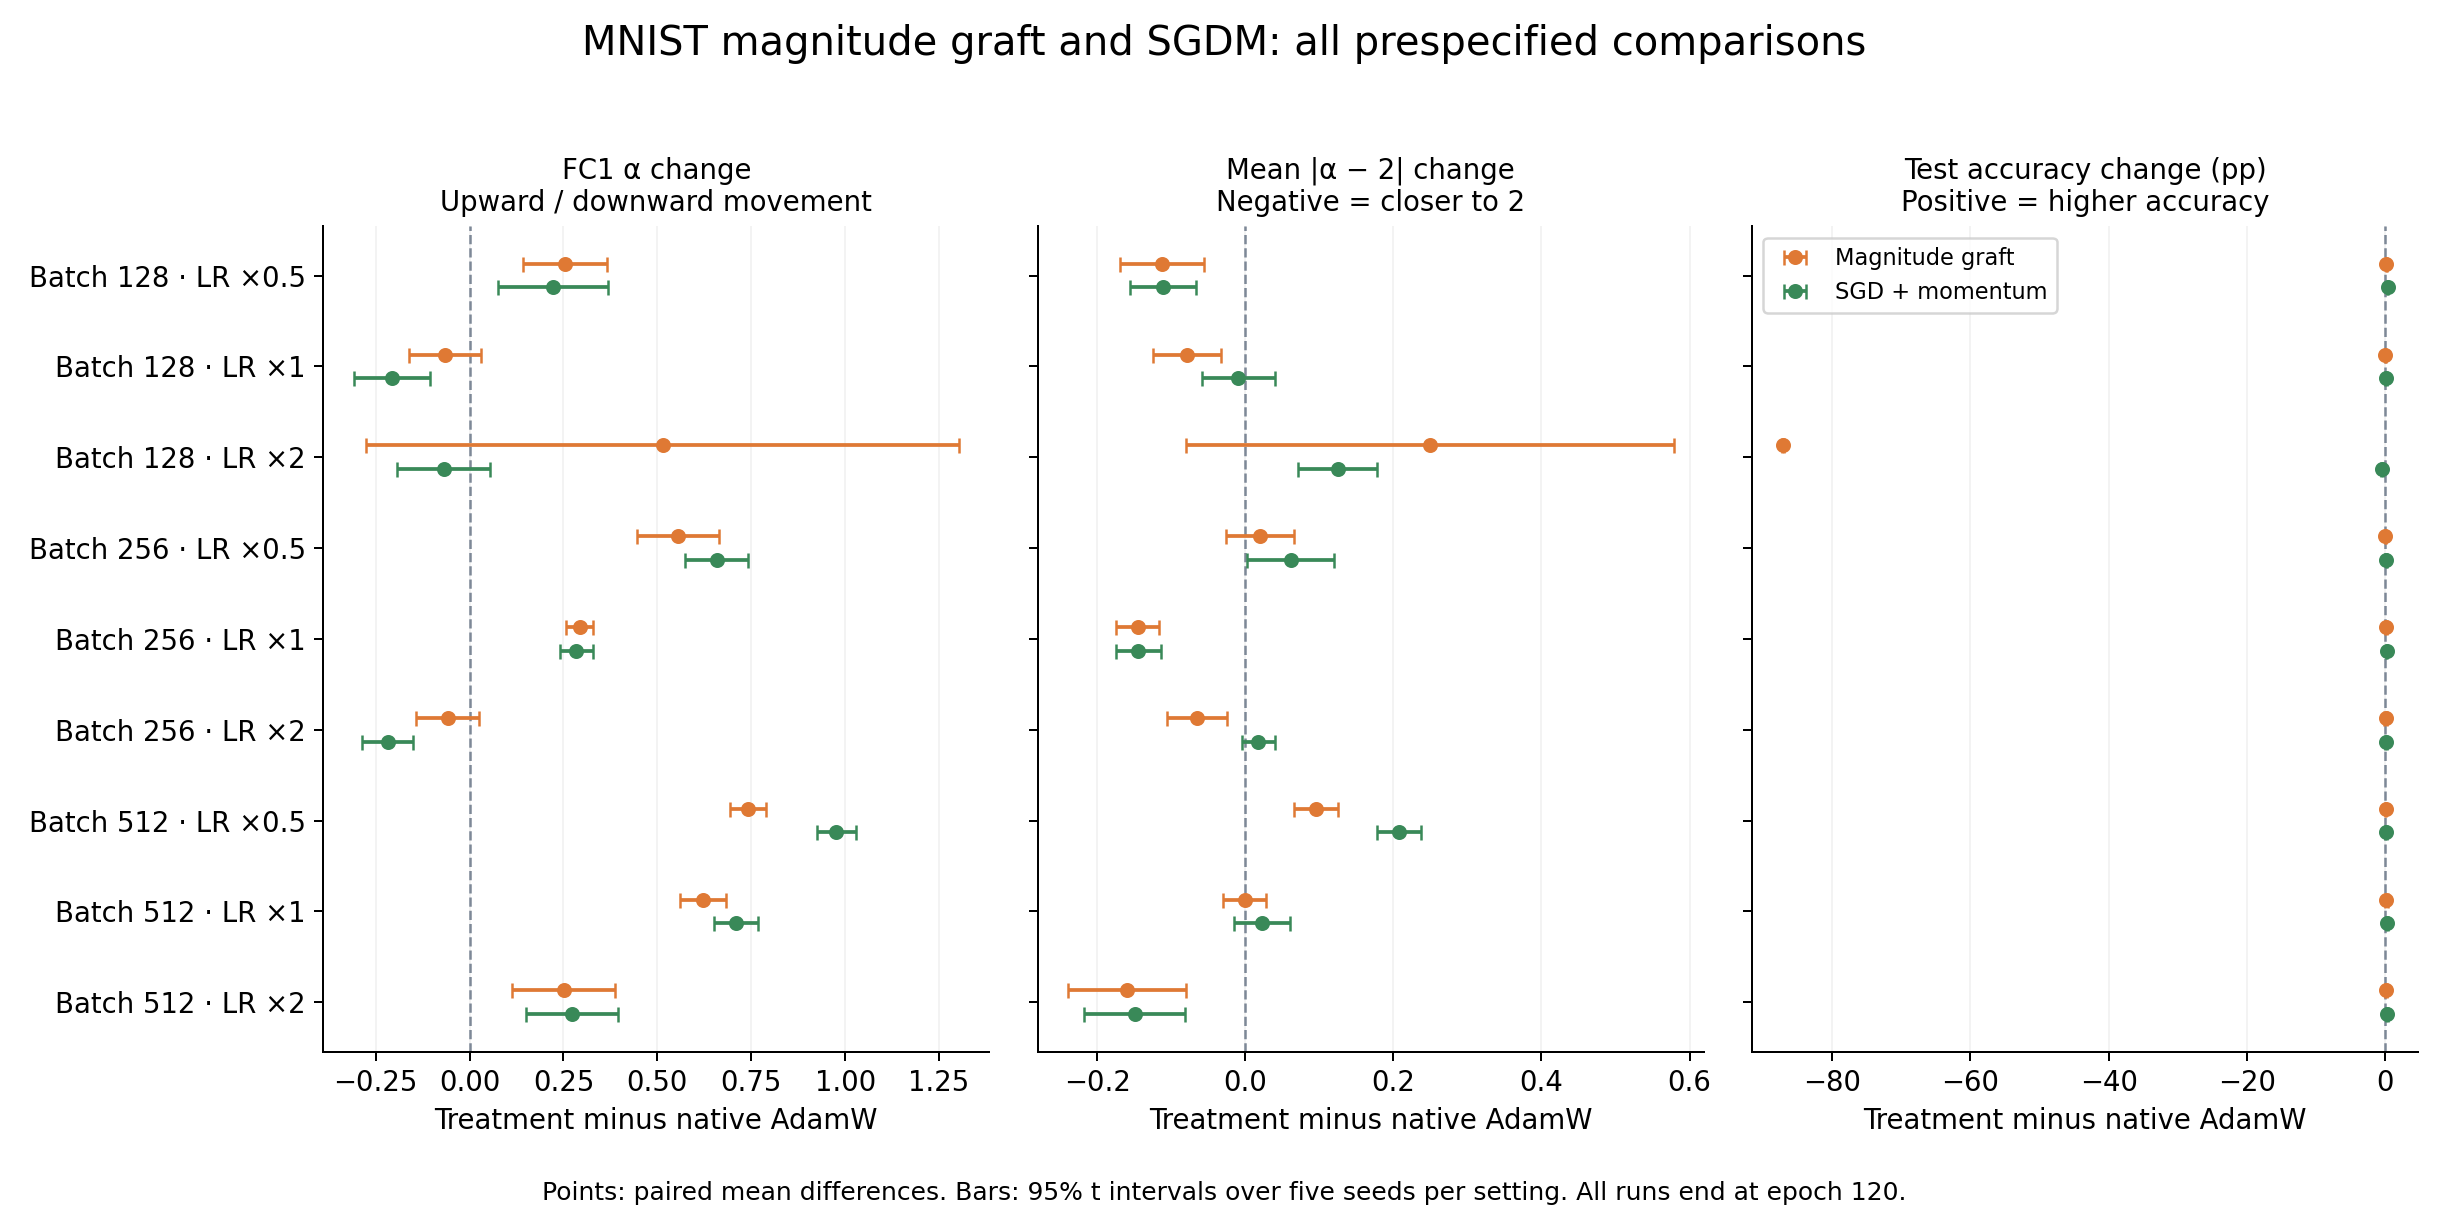 MNIST magnitude graft and SGDM: all prespecified comparisons
FC1 α change
Upward / downward movement
Mean |α − 2| change
Negative = closer to 2
Test accuracy change (pp)
Positive = higher accuracy
Magnitude graft
SGD + momentum
Batch 128 · LR ×0.5
Batch 128 · LR ×1
Batch 128 · LR ×2
Batch 256 · LR ×0.5
Batch 256 · LR ×1
Batch 256 · LR ×2
Batch 512 · LR ×0.5
Batch 512 · LR ×1
Batch 512 · LR ×2
−0.25 0.00 0.25 0.50 0.75 1.00 1.25
−0.2 0.0 0.2 0.4 0.6
−80 −60 −40 −20 0
Treatment minus native AdamW
Treatment minus native AdamW
Treatment minus native AdamW
Points: paired mean differences. Bars: 95% t intervals over five seeds per setting. All runs end at epoch 120.